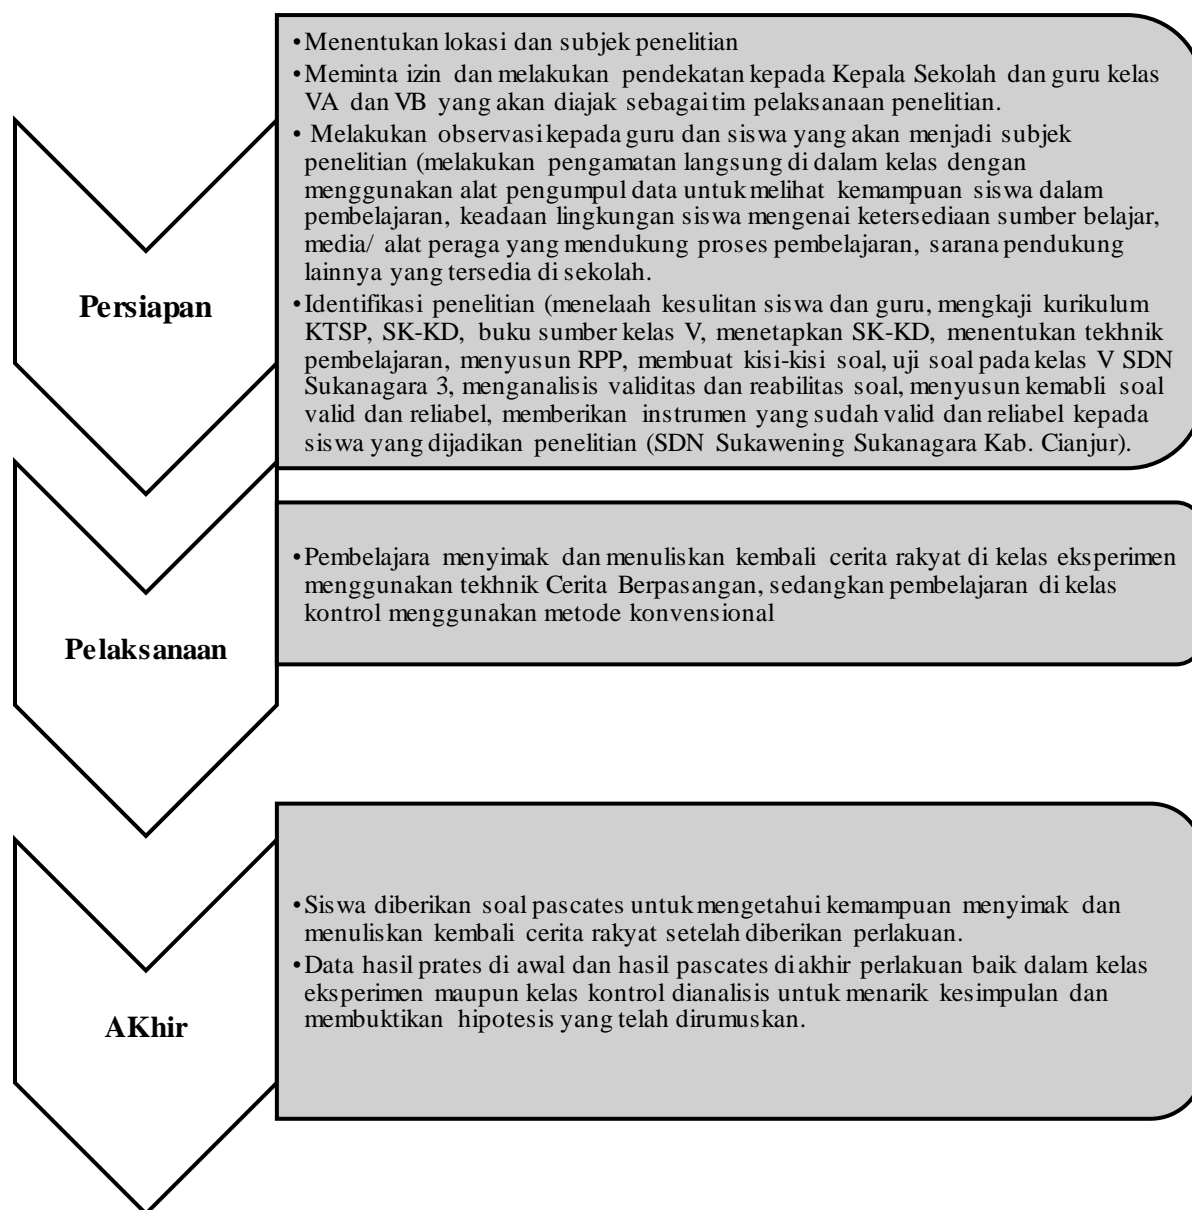 Persiapan
•Menentukan lokasi dan subjek penelitian
•Meminta izin dan melakukan pendekatan kepada Kepala Sekolah dan guru kelas
VA dan VB yang akan diajak sebagai tim pelaksanaan penelitian.
• Melakukan observasi kepada guru dan siswa yang akan menjadi subjek
penelitian (melakukan pengamatan langsung di dalam kelas dengan
menggunakan alat pengumpul data untuk melihat kemampuan siswa dalam
pembelajaran, keadaan lingkungan siswa mengenai ketersediaan sumber belajar,
media/ alat peraga yang mendukung proses pembelajaran, sarana pendukung
lainnya yang tersedia di sekolah.
•Identifikasi penelitian (menelaah kesulitan siswa dan guru, mengkaji kurikulum
KTSP, SK-KD, buku sumber kelas V, menetapkan SK-KD, menentukan tekhnik
pembelajaran, menyusun RPP, membuat kisi-kisi soal, uji soal pada kelas V SDN
Sukanagara 3, menganalisis validitas dan reabilitas soal, menyusun kemabli soal
valid dan reliabel, memberikan instrumen yang sudah valid dan reliabel kepada
siswa yang dijadikan penelitian (SDN Sukawening Sukanagara Kab. Cianjur).
Pelaksanaan
•Pembelajara menyimak dan menuliskan kembali cerita rakyat di kelas eksperimen
menggunakan tekhnik Cerita Berpasangan, sedangkan pembelajaran di kelas
kontrol menggunakan metode konvensional
AKhir
•Siswa diberikan soal pascates untuk mengetahui kemampuan menyimak dan
menuliskan kembali cerita rakyat setelah diberikan perlakuan.
•Data hasil prates di awal dan hasil pascates di akhir perlakuan baik dalam kelas
eksperimen maupun kelas kontrol dianalisis untuk menarik kesimpulan dan
membuktikan hipotesis yang telah dirumuskan.